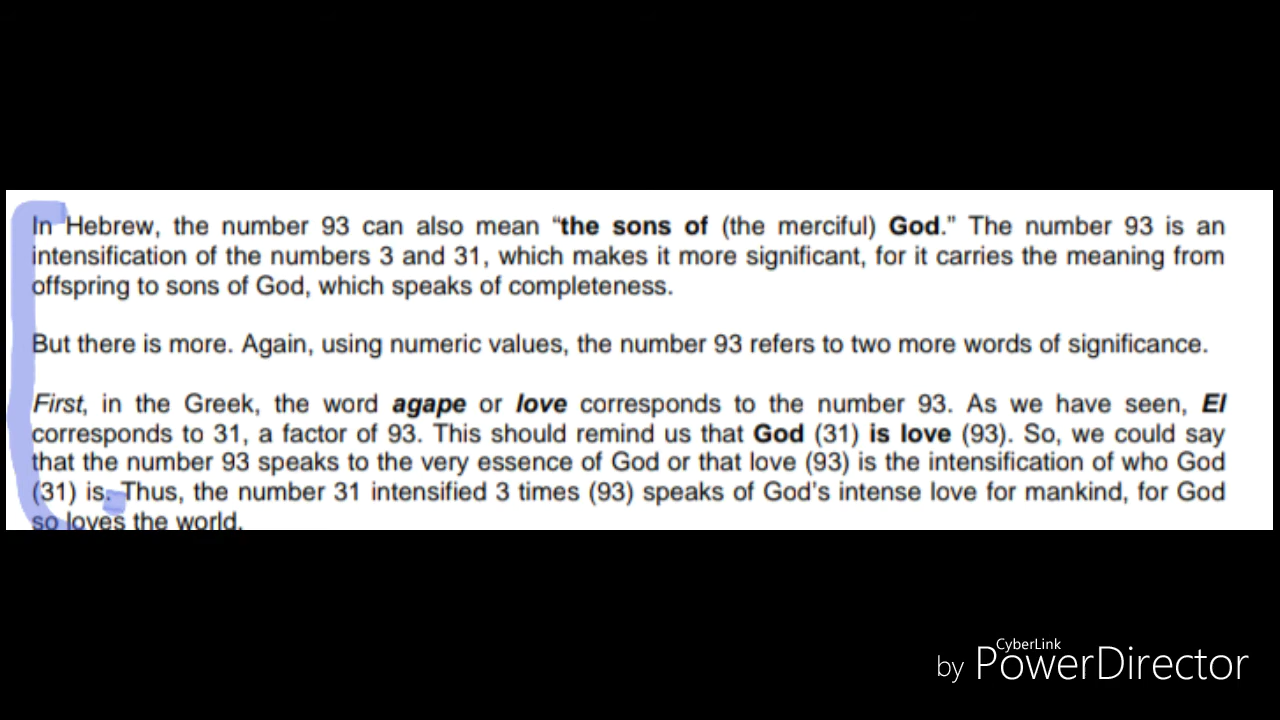 In Hebrew, the number 93 can also mean “the sons of (the merciful) God.” The number 93 is an
intensification of the numbers 3 and 31, which makes it more significant, for it carries the meaning from
offspring to sons of God, which speaks of completeness.
But there is more. Again, using numeric values, the number 93 refers to two more words of significance.
First, in the Greek, the word agape or love corresponds to the number 93. As we have seen, El
corresponds to 31, a factor of 93. This should remind us that God (31) is love (93). So, we could say
that the number 93 speaks to the very essence of God or that love (93) is the intensification of who God
(31) is. Thus, the number 31 intensified 3 times (93) speaks of God's intense love for mankind, for God
so loves the world.
CyberLink
by PowerDirector